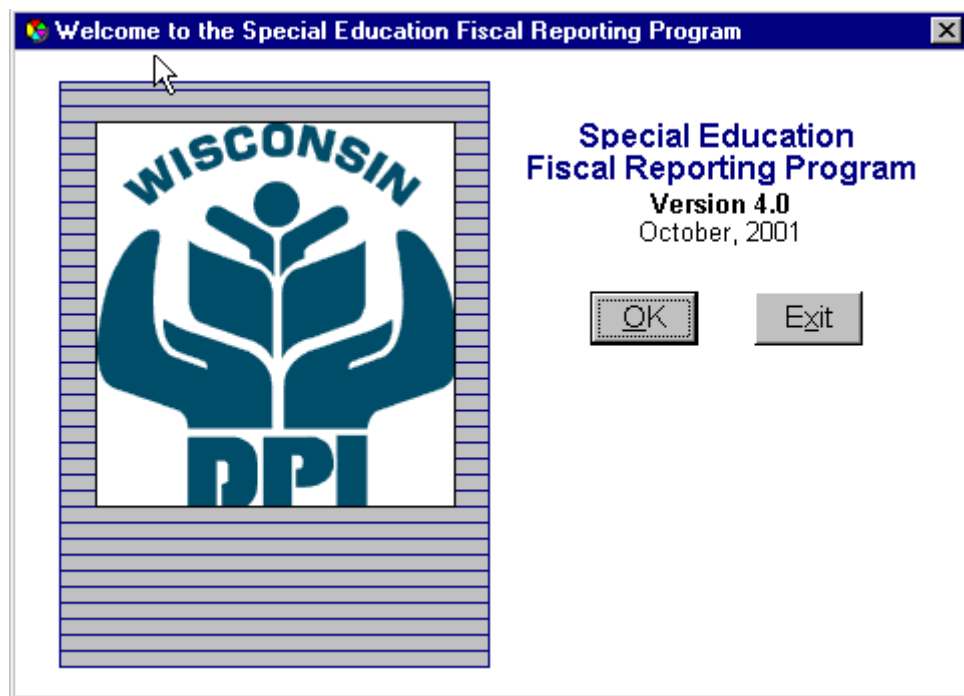 Welcome to the Special Education Fiscal Reporting Program
WISCONSIN
DPI
Special Education
Fiscal Reporting Program
Version 4.0
October, 2001
OK
Exit